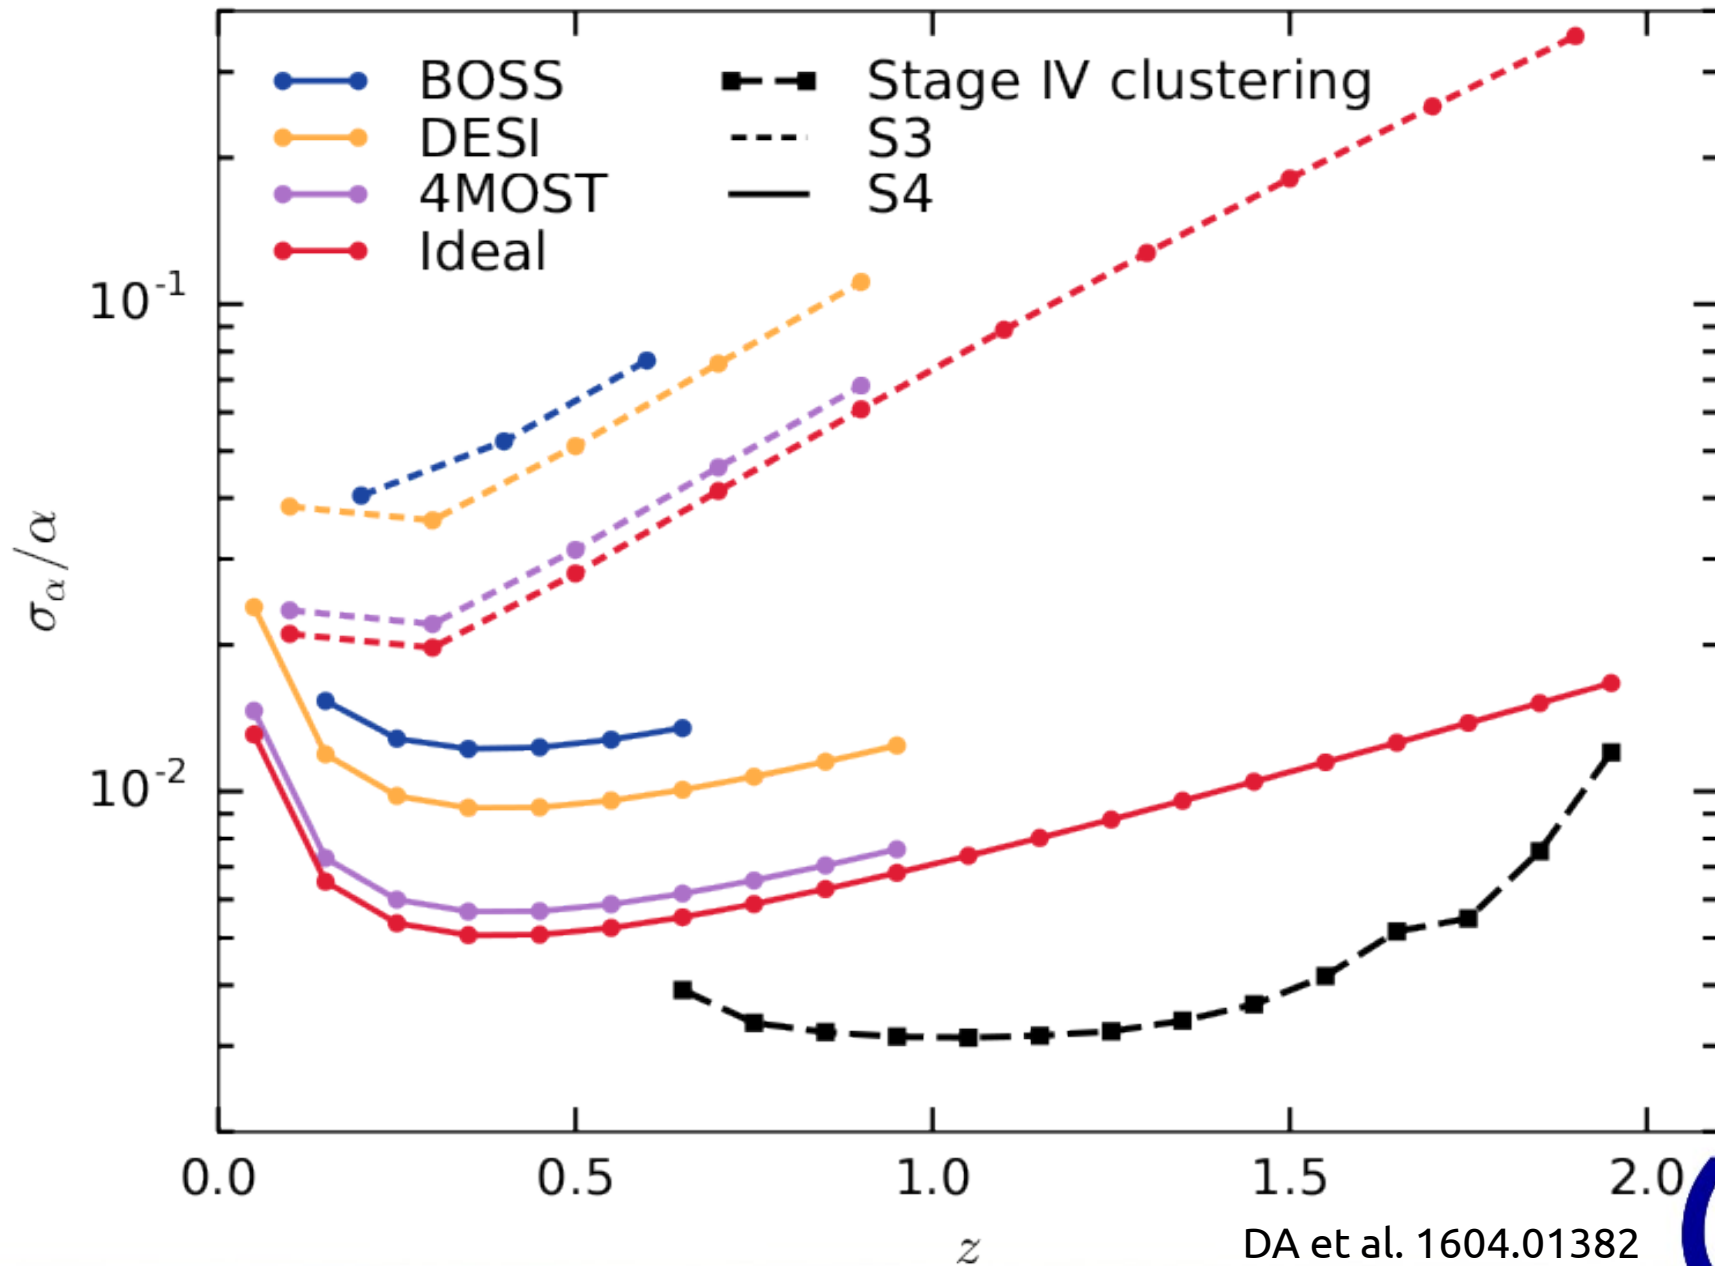 BOSS
DESI
4MOST
Ideal
Stage IV clustering
S3
S4
10⁻¹
10⁻²
σ_α/α
0.0 0.5 1.0 1.5 2.0
z
DA et al. 1604.01382